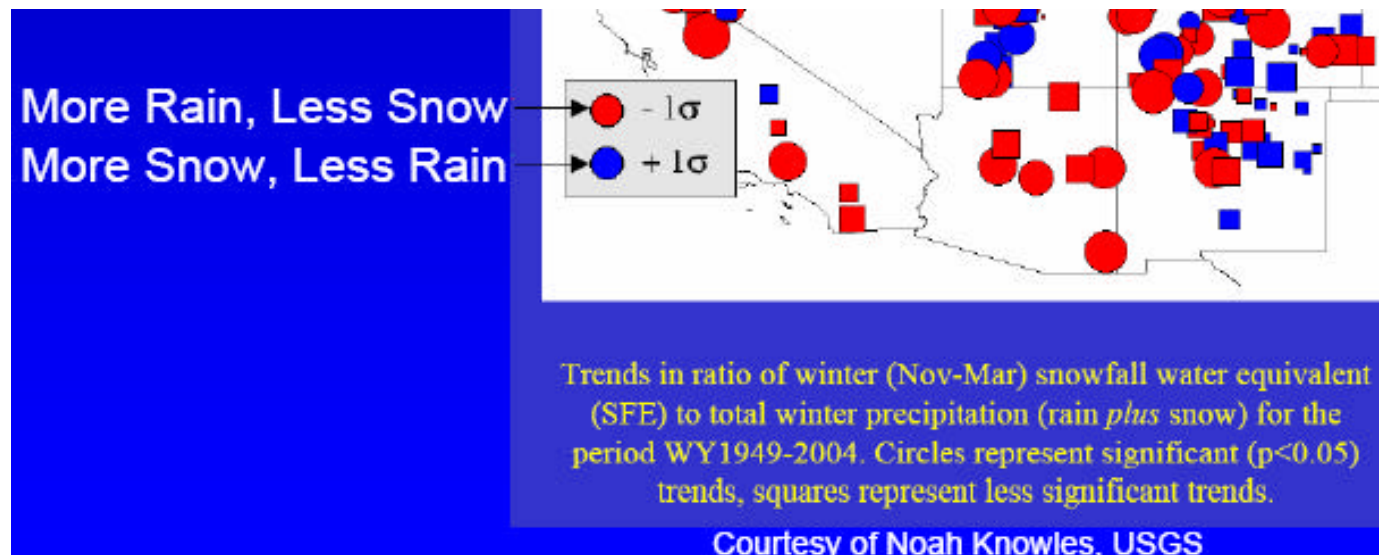 More Rain, Less Snow
- 1σ
More Snow, Less Rain
+ 1σ
Trends in ratio of winter (Nov-Mar) snowfall water equivalent
(SFE) to total winter precipitation (rain plus snow) for the
period WY1949-2004. Circles represent significant (p<0.05)
trends, squares represent less significant trends.
Courtesy of Noah Knowles, USGS